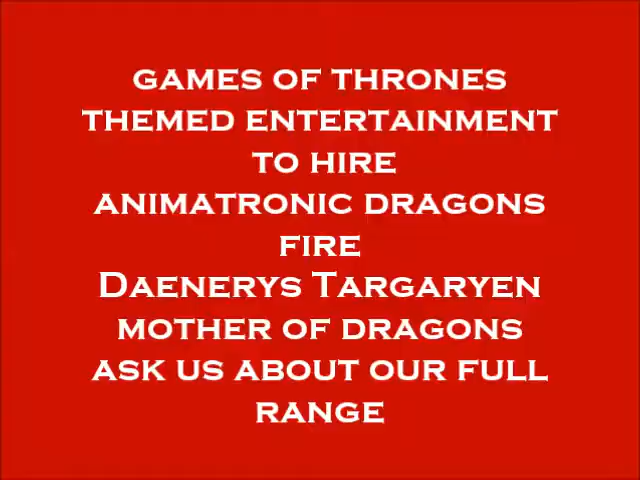 GAMES OF THRONES
THEMED ENTERTAINMENT
TO HIRE
ANIMATRONIC DRAGONS
FIRE
DAENERYS TARGARYEN
MOTHER OF DRAGONS
ASK US ABOUT OUR FULL
RANGE